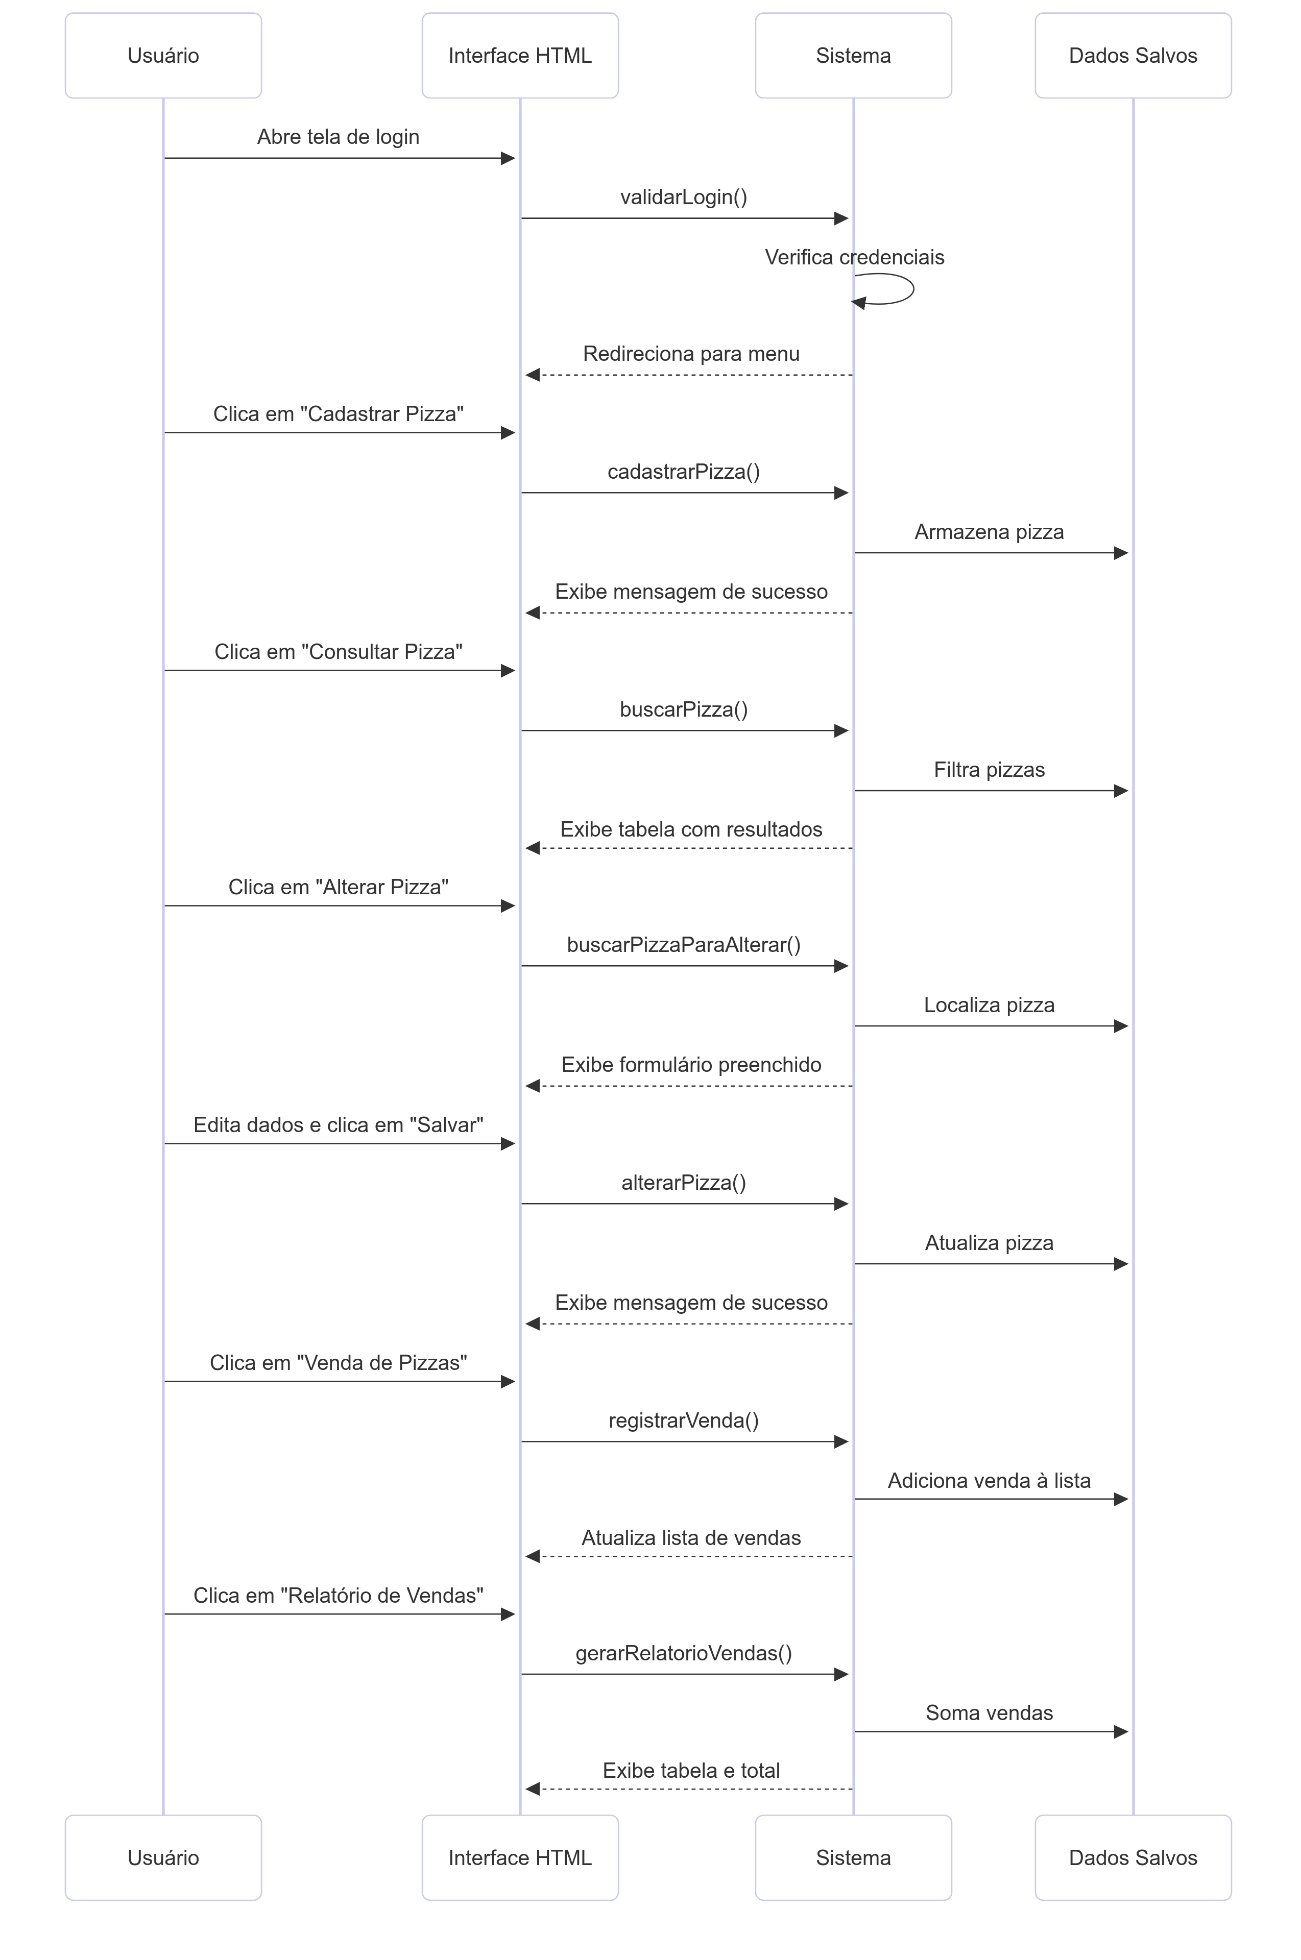 Usuário
Interface HTML
Sistema
Dados Salvos
Abre tela de login
validarLogin()
Verifica credenciais
Redireciona para menu
Clica em "Cadastrar Pizza"
cadastrarPizza()
Armazena pizza
Exibe mensagem de sucesso
Clica em "Consultar Pizza"
buscarPizza()
Filtra pizzas
Exibe tabela com resultados
Clica em "Alterar Pizza"
buscarPizzaParaAlterar()
Localiza pizza
Exibe formulário preenchido
Edita dados e clica em "Salvar"
alterarPizza()
Atualiza pizza
Exibe mensagem de sucesso
Clica em "Venda de Pizzas"
registrarVenda()
Adiciona venda à lista
Atualiza lista de vendas
Clica em "Relatório de Vendas"
gerarRelatorioVendas()
Soma vendas
Exibe tabela e total
Usuário
Interface HTML
Sistema
Dados Salvos